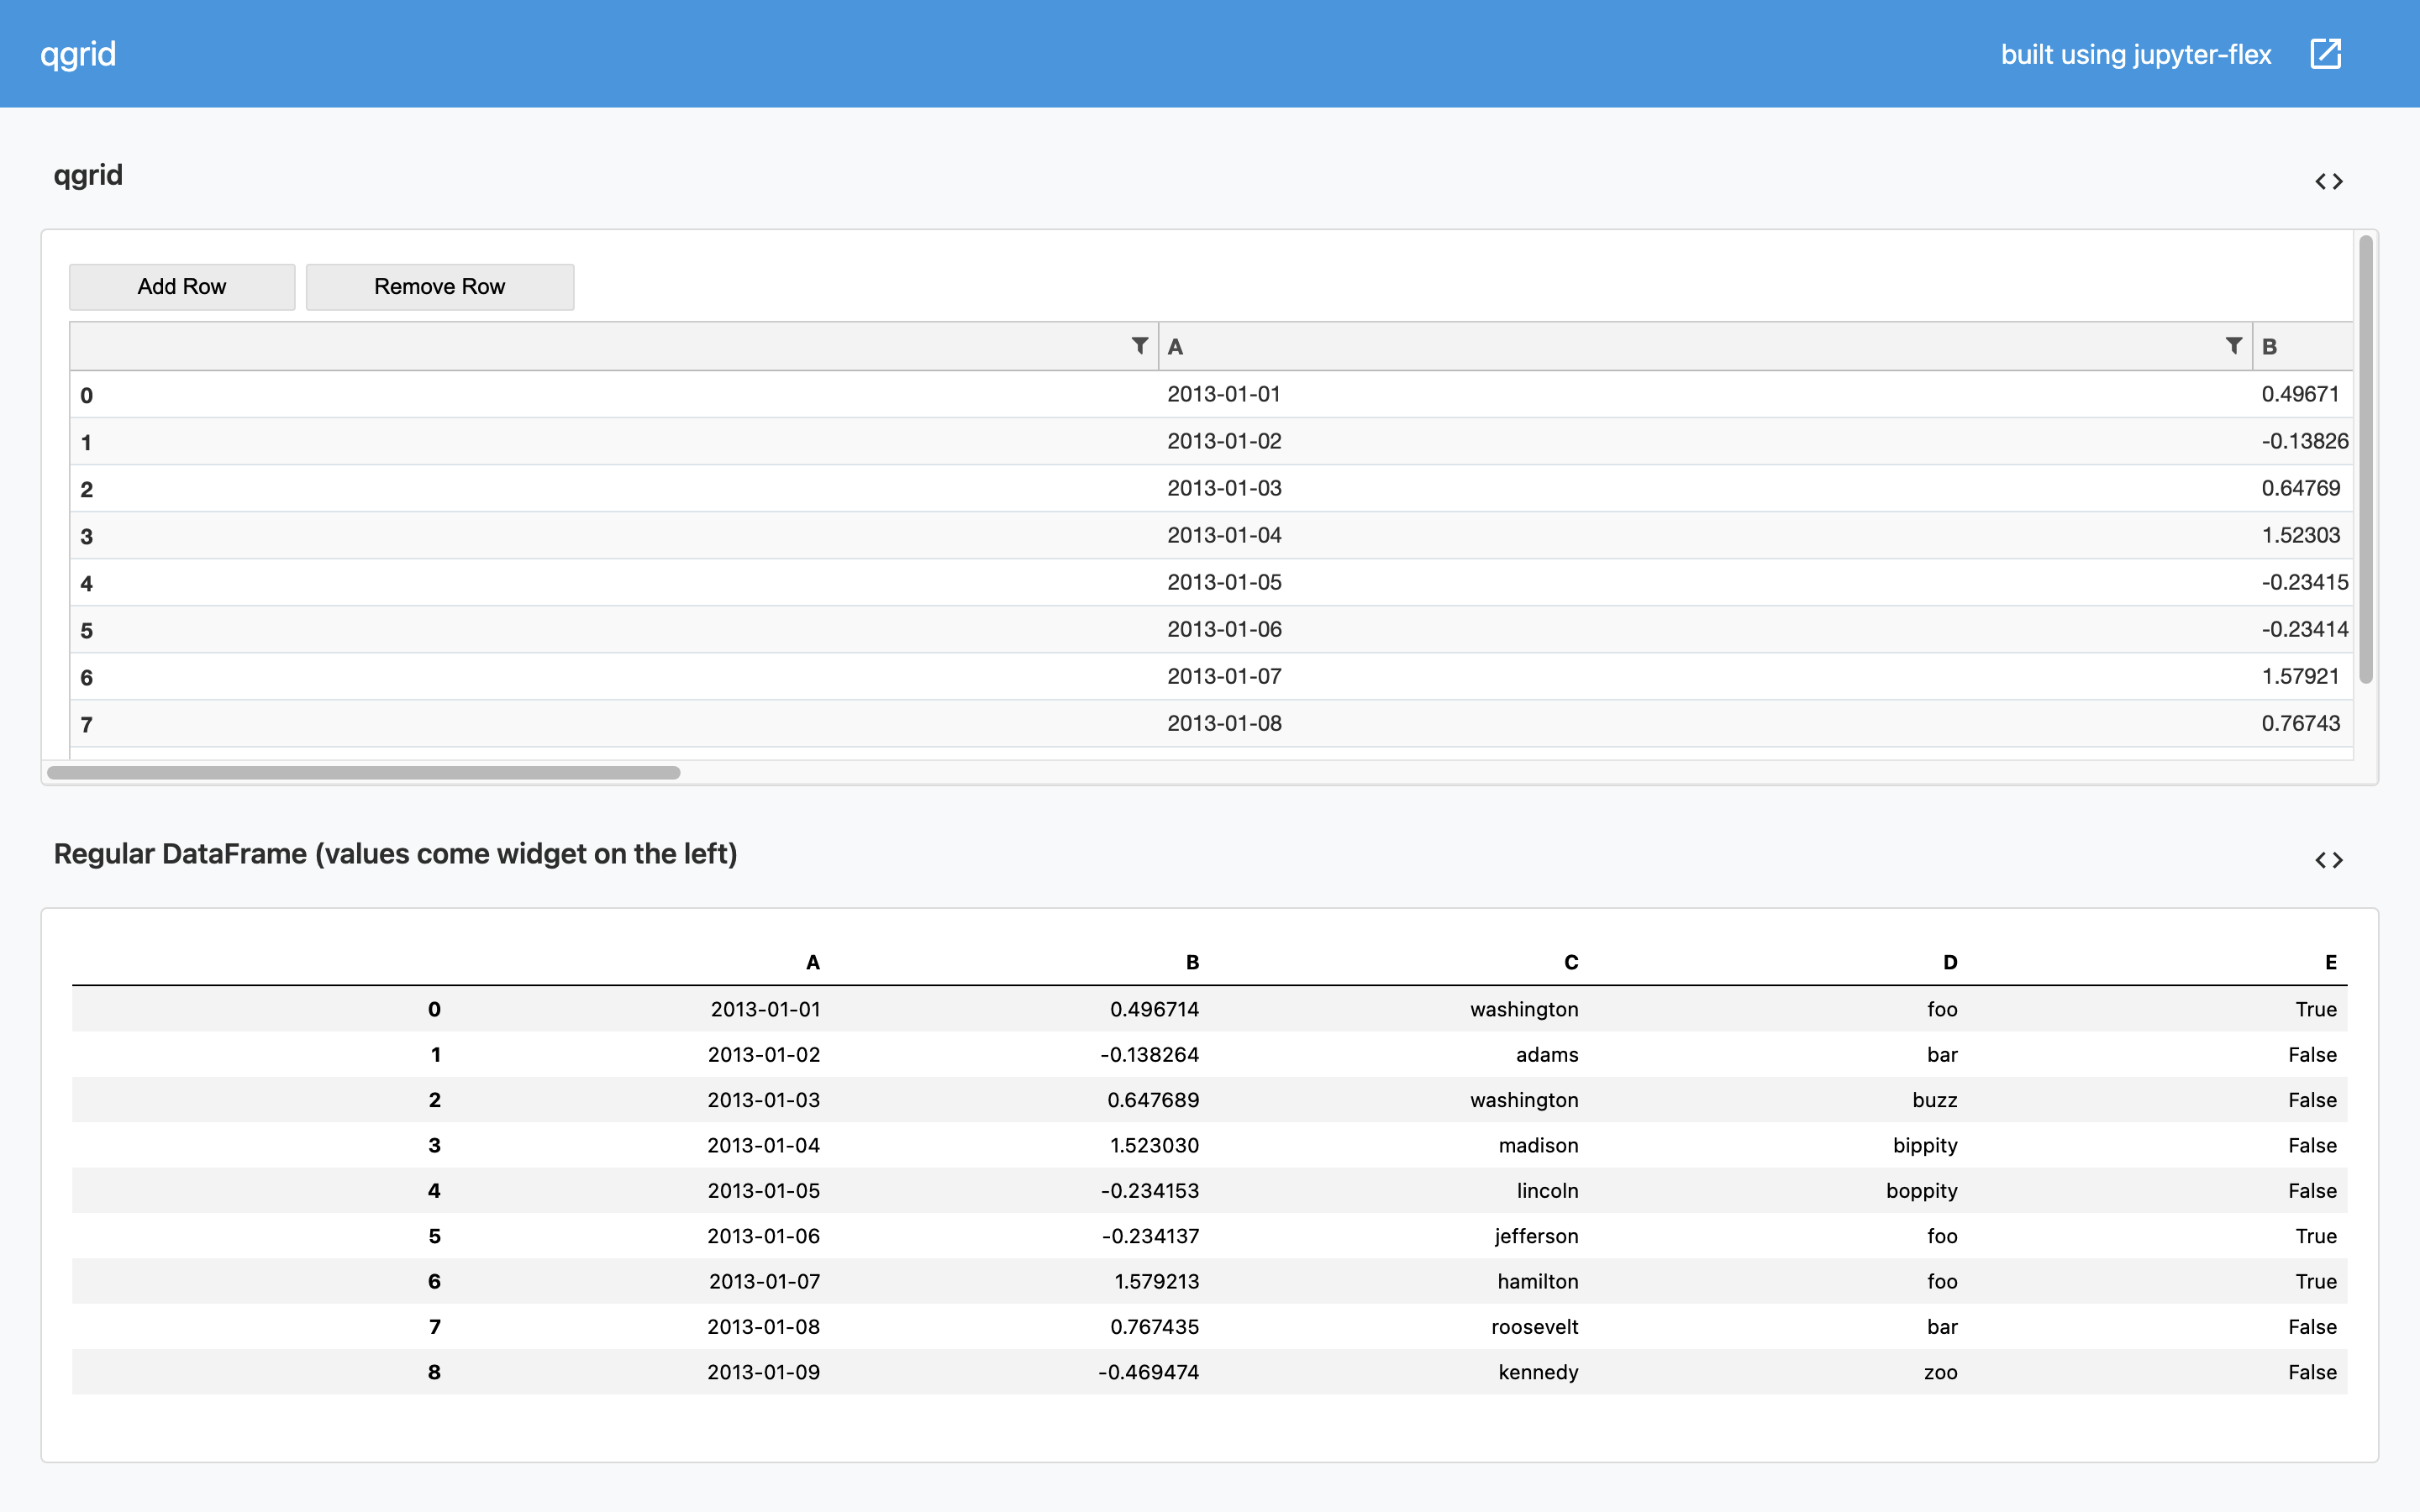 qgrid built using jupyter-flex
qgrid
Add Row Remove Row
A B
0 2013-01-01 0.49671
1 2013-01-02 -0.13826
2 2013-01-03 0.64769
3 2013-01-04 1.52303
4 2013-01-05 -0.23415
5 2013-01-06 -0.23414
6 2013-01-07 1.57921
7 2013-01-08 0.76743
Regular DataFrame (values come widget on the left)
A B C D E
0 2013-01-01 0.496714 washington foo True
1 2013-01-02 -0.138264 adams bar False
2 2013-01-03 0.647689 washington buzz False
3 2013-01-04 1.523030 madison bippity False
4 2013-01-05 -0.234153 lincoln boppity False
5 2013-01-06 -0.234137 jefferson foo True
6 2013-01-07 1.579213 hamilton foo True
7 2013-01-08 0.767435 roosevelt bar False
8 2013-01-09 -0.469474 kennedy zoo False